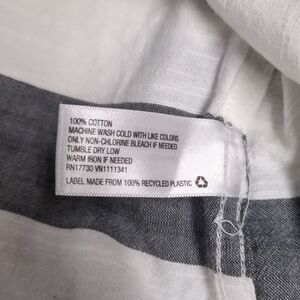 100% COTTON
MACHINE WASH COLD WITH LIKE COLORS
ONLY NON-CHLORINE BLEACH IF NEEDED
TUMBLE DRY LOW
WARM IRON IF NEEDED
RN17730 VN1111341
LABEL MADE FROM 100% RECYCLED PLASTIC